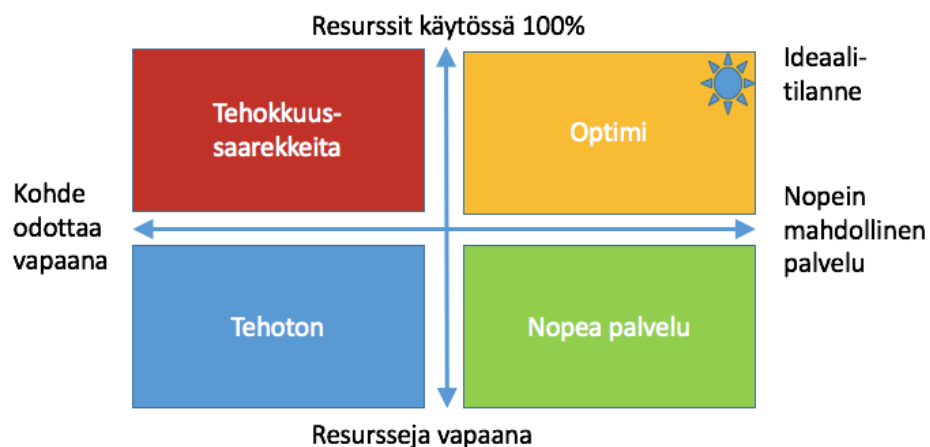 Resurssit käytössä 100%
Ideaali-
tilanne
Tehokkuus-
saarekkeita
Optimi
Kohde
odottaa
vapaana
Nopein
mahdollinen
palvelu
Tehoton
Nopea palvelu
Resursseja vapaana